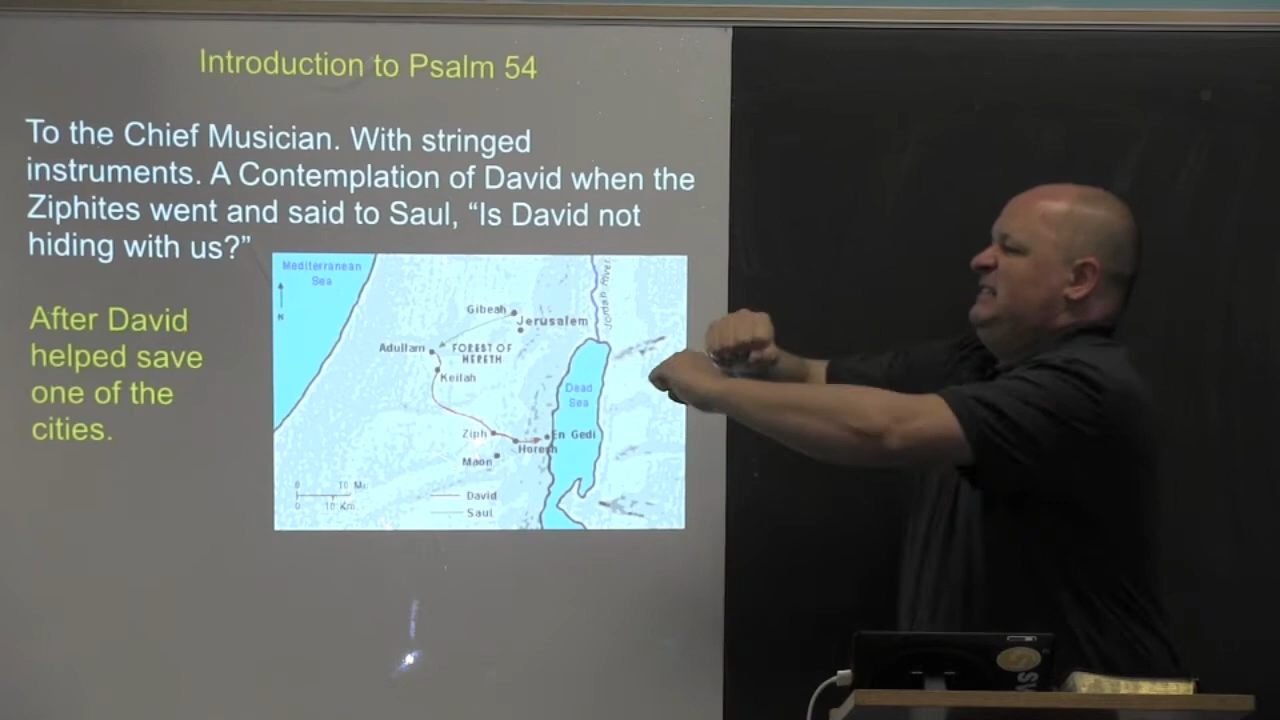 Introduction to Psalm 54
To the Chief Musician. With stringed
instruments. A Contemplation of David when the
Ziphites went and said to Saul, “Is David not
hiding with us?”
After David
helped save
one of the
cities.
Mediterranean
Sea
N
Gibeah
Jerusalem
Jordan River
Adullam
FOREST OF
HERETH
Keilah
Dead
Sea
Ziph
En Gedi
Horesh
Maon
0 10 Mi.
0 10 Km.
David
Saul
SV